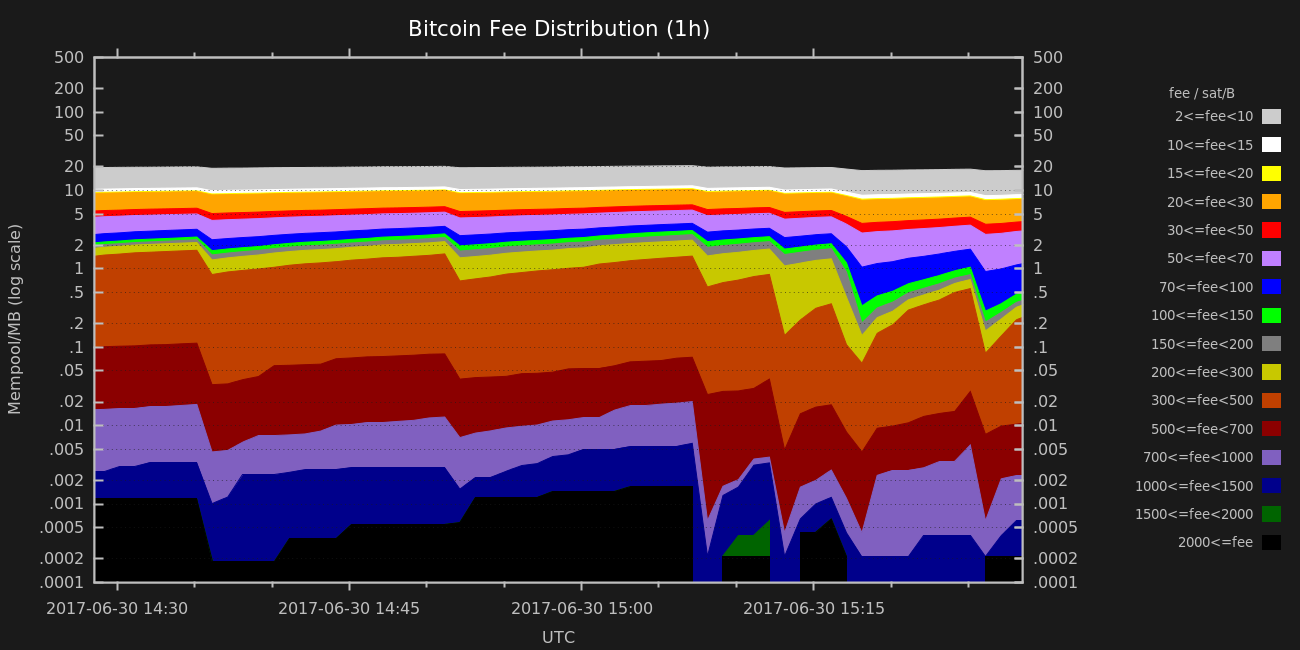 Bitcoin Fee Distribution (1h)
500 500
200 200
100 100
50 50
20 20
10 10
5 5
2 2
1 1
.5 .5
.2 .2
.1 .1
.05 .05
.02 .02
.01 .01
.005 .005
.002 .002
.001 .001
.0005 .0005
.0002 .0002
.0001 .0001
Mempool/MB (log scale)
2017-06-30 14:30 2017-06-30 14:45 2017-06-30 15:00 2017-06-30 15:15
UTC
fee / sat/B
2<=fee<10
10<=fee<15
15<=fee<20
20<=fee<30
30<=fee<50
50<=fee<70
70<=fee<100
100<=fee<150
150<=fee<200
200<=fee<300
300<=fee<500
500<=fee<700
700<=fee<1000
1000<=fee<1500
1500<=fee<2000
2000<=fee